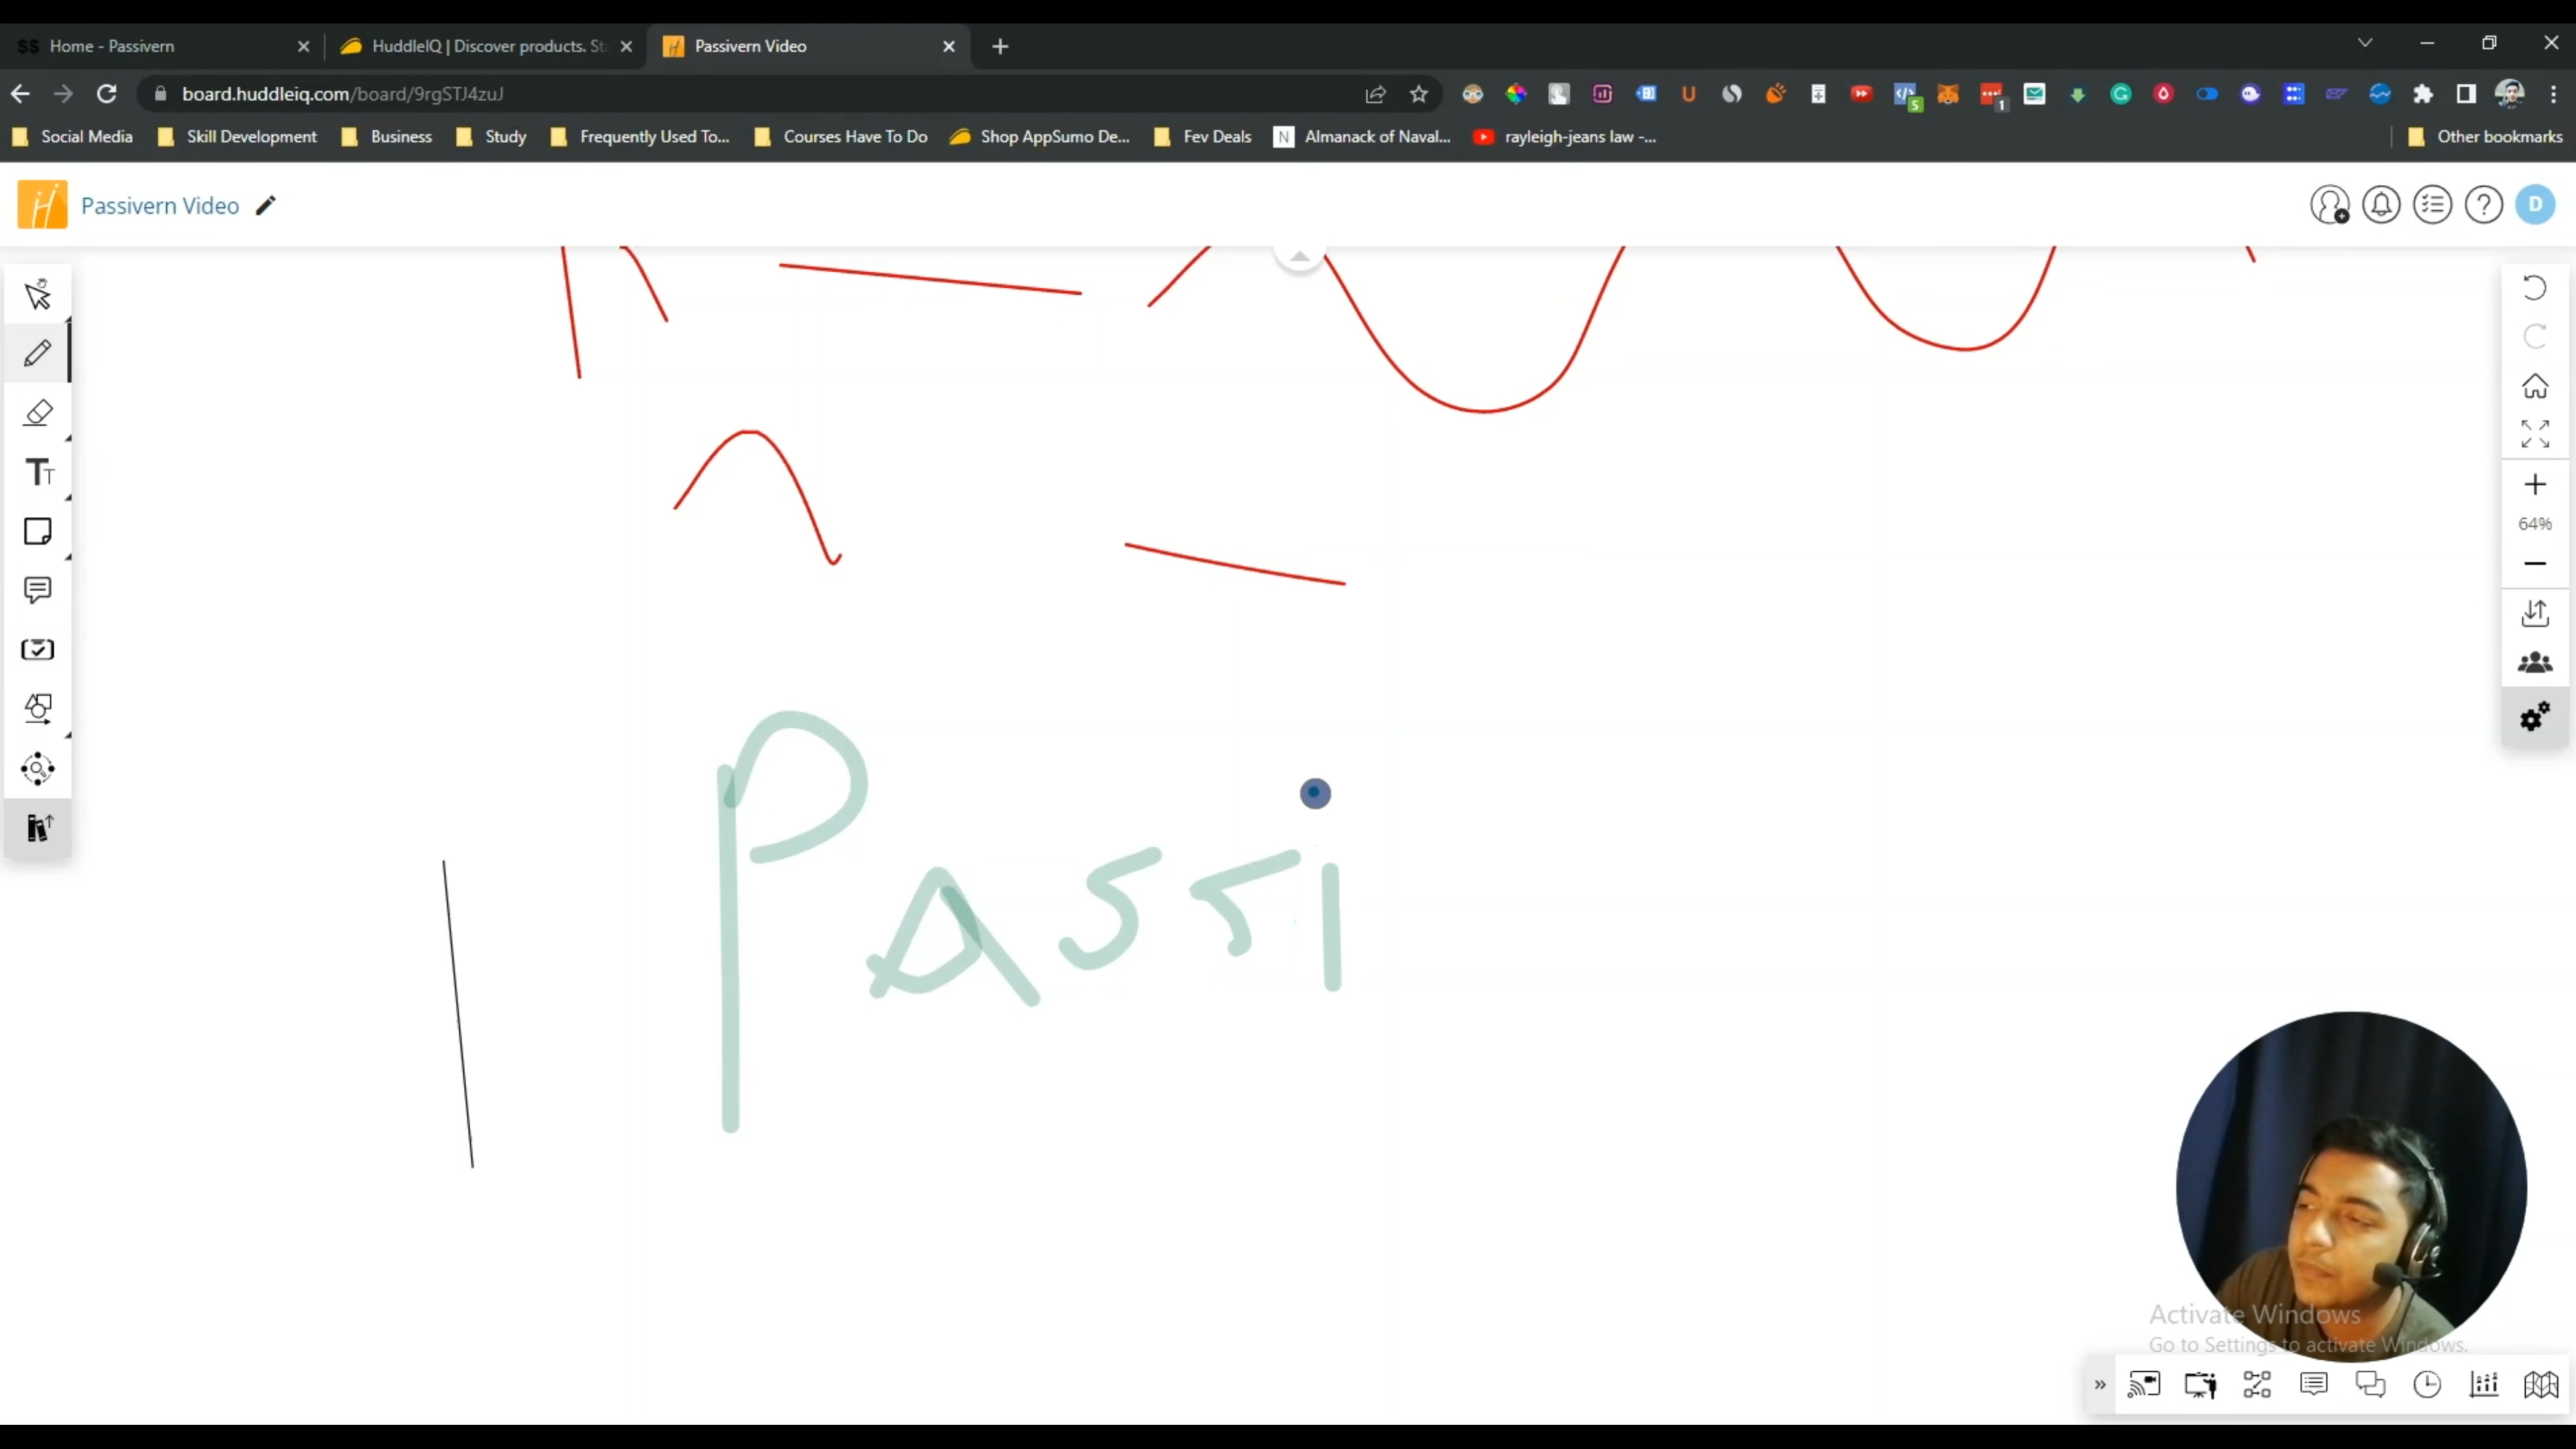 $$ Home - Passivern
HuddleIQ | Discover products. St
Passivern Video
board.huddleiq.com/board/9rgSTJ4zuJ
Social Media
Skill Development
Business
Study
Frequently Used To...
Courses Have To Do
Shop AppSumo De...
Fev Deals
Almanack of Naval...
rayleigh-jeans law -...
Other bookmarks
Passivern Video
D
64%
Passi
Activate Windows
Go to Settings to activate Windows.